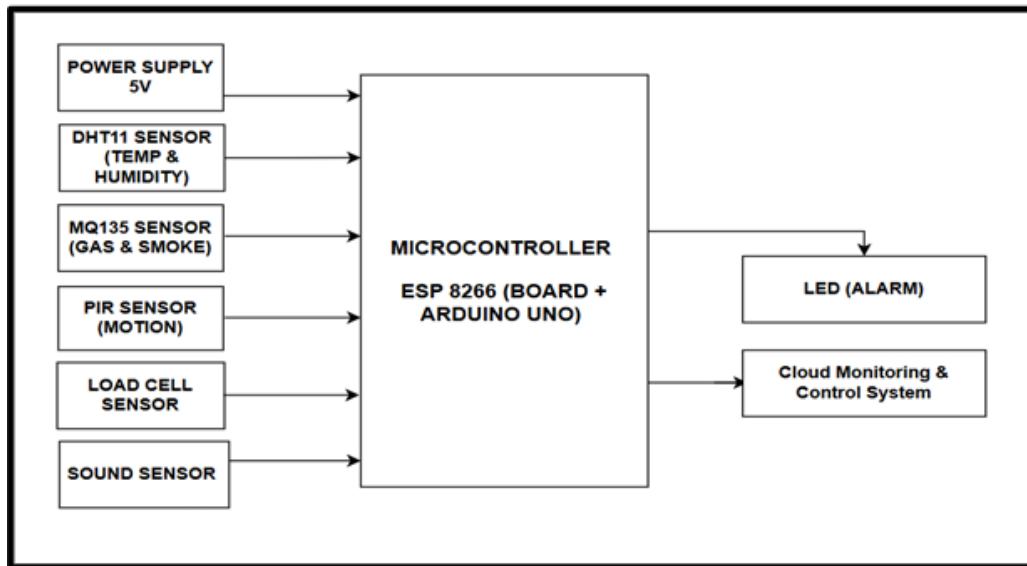 POWER SUPPLY
5V
DHT11 SENSOR
(TEMP &
HUMIDITY)
MQ135 SENSOR
(GAS & SMOKE)
PIR SENSOR
(MOTION)
LOAD CELL
SENSOR
SOUND SENSOR
MICROCONTROLLER
ESP 8266 (BOARD +
ARDUINO UNO)
LED (ALARM)
Cloud Monitoring &
Control System